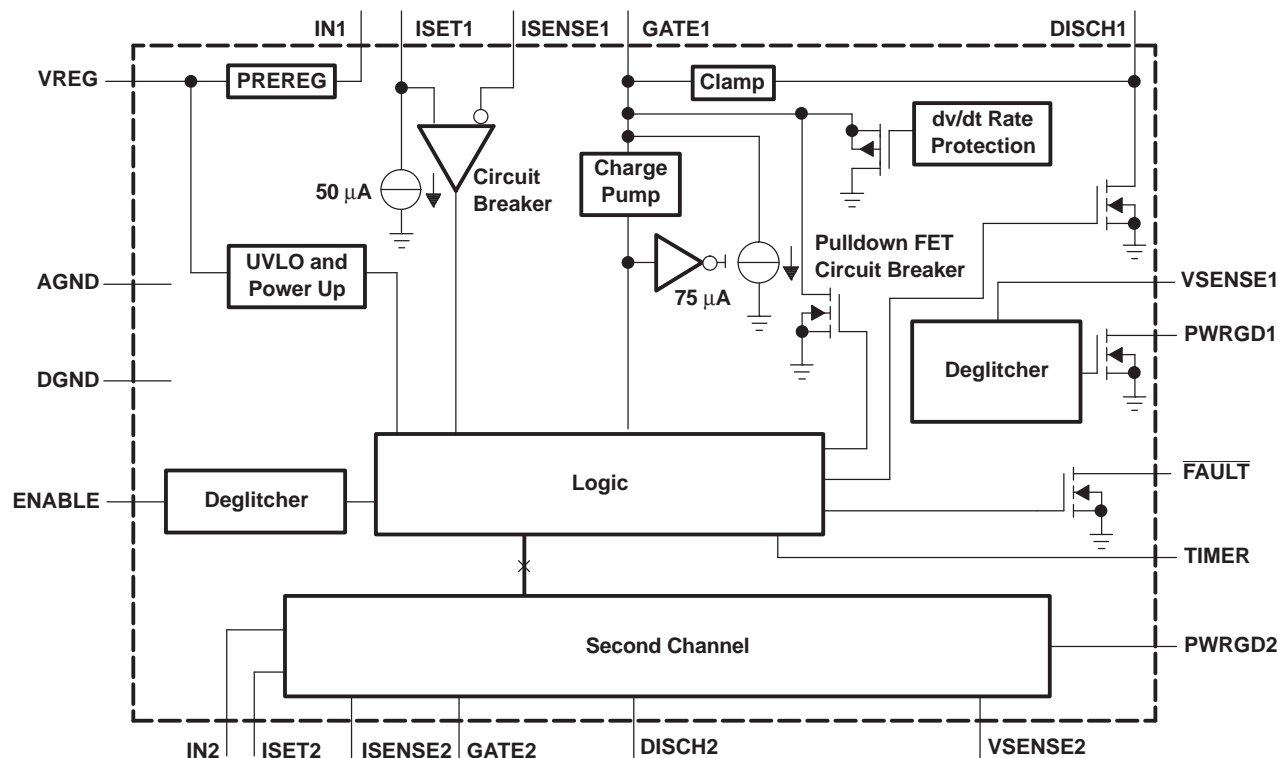 IN1
ISET1
ISENSE1
GATE1
DISCH1
VREG
PREREG
Clamp
dv/dt Rate
Protection
50 µA
Circuit
Breaker
Charge
Pump
75 µA
Pulldown FET
Circuit Breaker
UVLO and
Power Up
AGND
VSENSE1
PWRGD1
Deglitcher
DGND
FAULT
ENABLE
Deglitcher
Logic
TIMER
Second Channel
PWRGD2
IN2
ISET2
ISENSE2
GATE2
DISCH2
VSENSE2